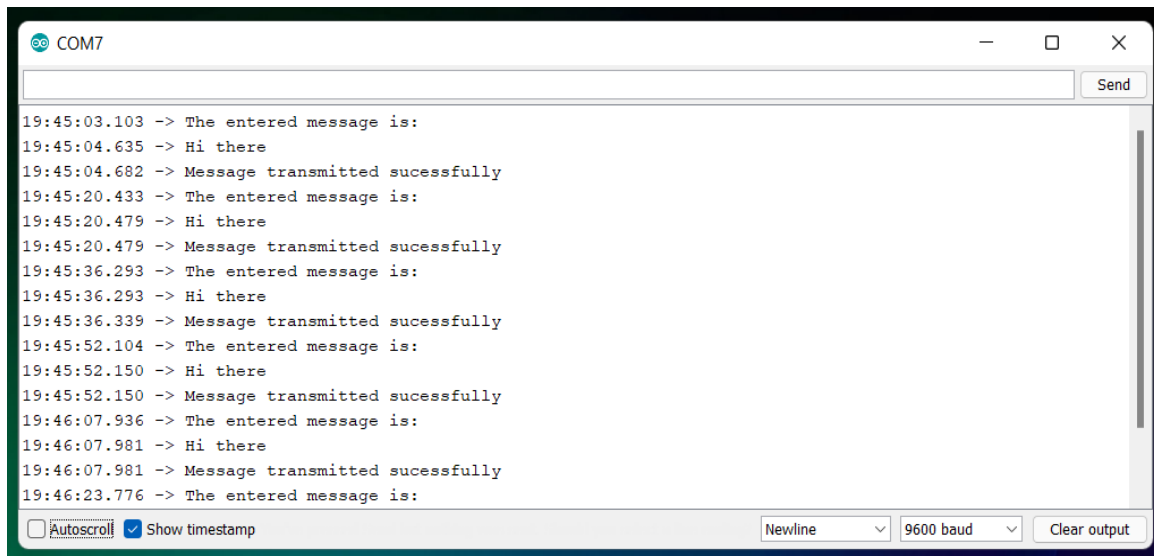 COM7
Send
19:45:03.103 -> The entered message is:
19:45:04.635 -> Hi there
19:45:04.682 -> Message transmitted sucessfully
19:45:20.433 -> The entered message is:
19:45:20.479 -> Hi there
19:45:20.479 -> Message transmitted sucessfully
19:45:36.293 -> The entered message is:
19:45:36.293 -> Hi there
19:45:36.339 -> Message transmitted sucessfully
19:45:52.104 -> The entered message is:
19:45:52.150 -> Hi there
19:45:52.150 -> Message transmitted sucessfully
19:46:07.936 -> The entered message is:
19:46:07.981 -> Hi there
19:46:07.981 -> Message transmitted sucessfully
19:46:23.776 -> The entered message is:
Autoscroll Show timestamp Newline 9600 baud Clear output